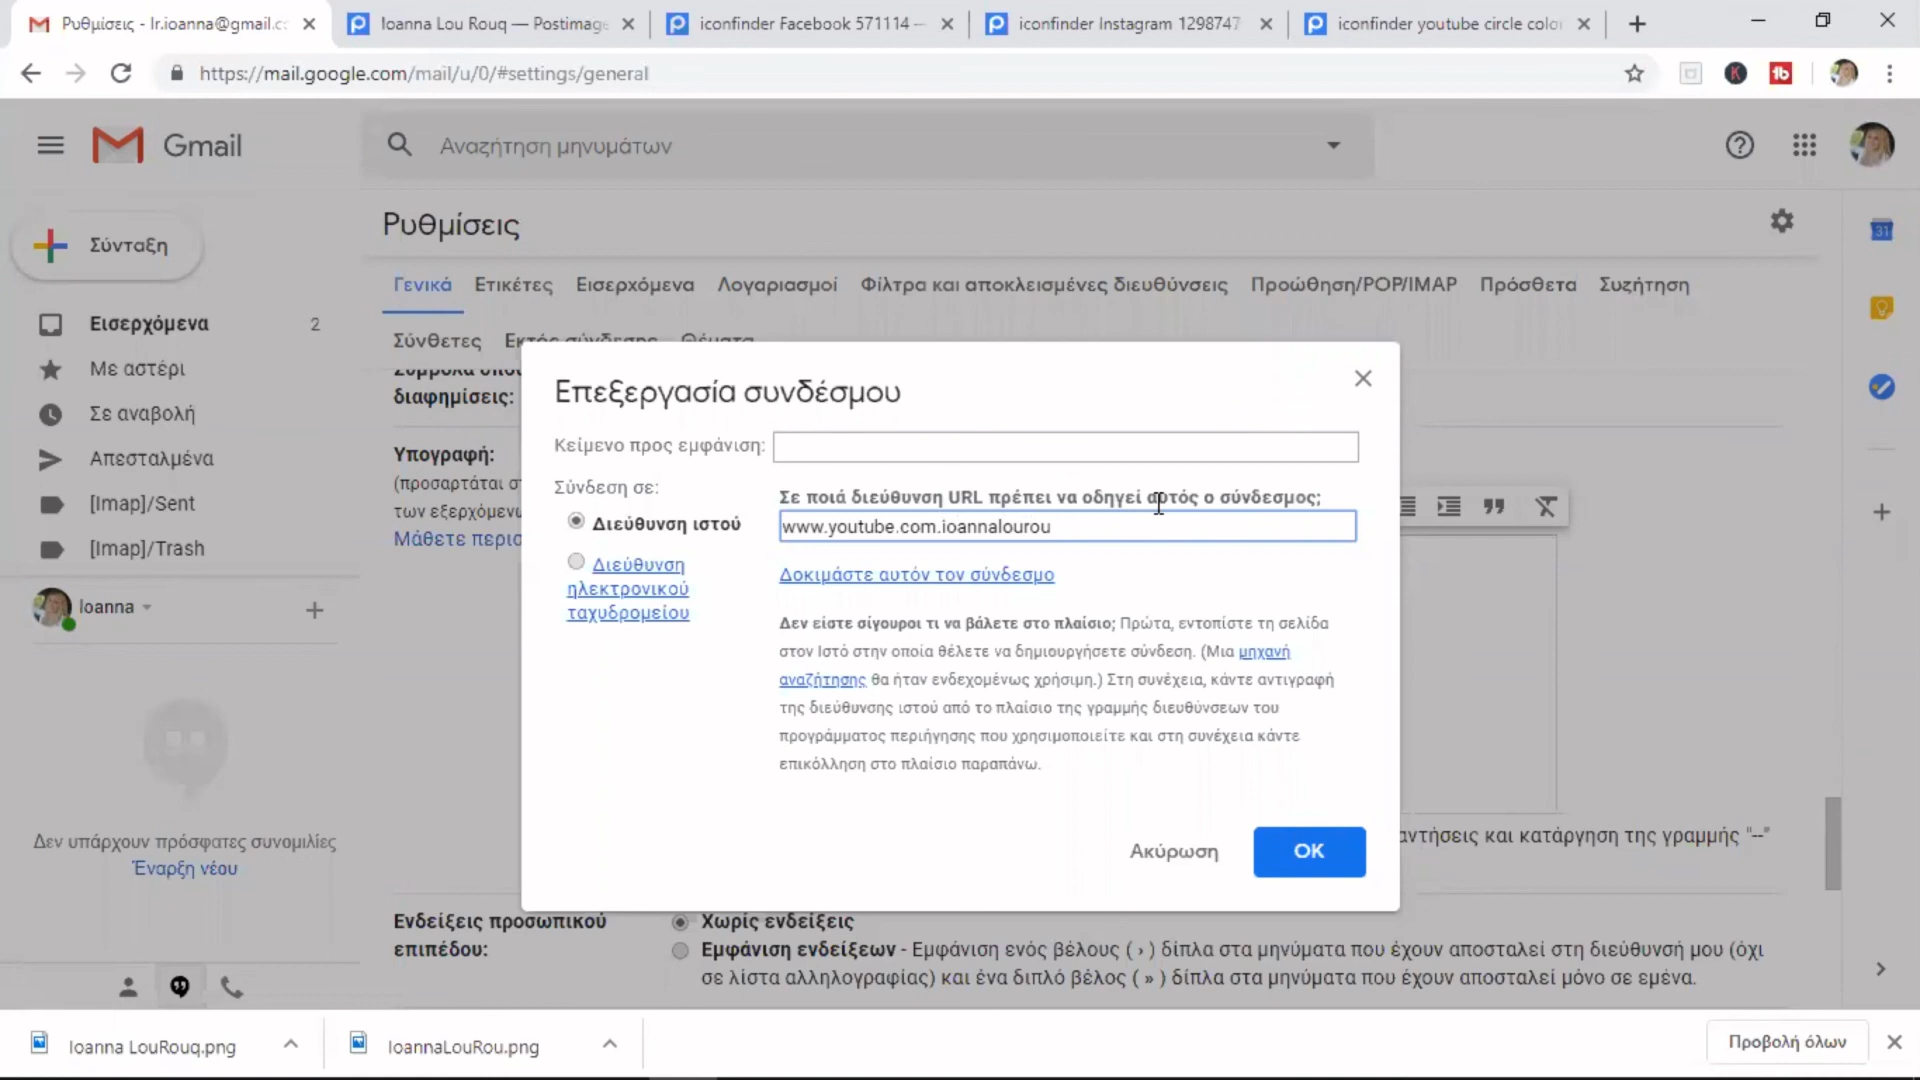 Ρυθμίσεις - lr.ioanna@gmail.c
Ioanna Lou Rouq — Postimage
iconfinder Facebook 571114 —
iconfinder Instagram 1298747
iconfinder youtube circle color
https://mail.google.com/mail/u/0/#settings/general
Gmail
Αναζήτηση μηνυμάτων
Σύνταξη
Ρυθμίσεις
31
Γενικά Ετικέτες Εισερχόμενα Λογαριασμοί Φίλτρα και αποκλεισμένες διευθύνσεις Προώθηση/POP/IMAP Πρόσθετα Συζήτηση
Εισερχόμενα 2
Σύνθετες Εκτός σύνδεσης Θέματα
Με αστέρι
διαφημίσεις:
Σε αναβολή
Υπογραφή:
Απεσταλμένα
(προσαρτάται σ
[Imap]/Sent
των εξερχόμενω
[Imap]/Trash
Μάθετε περισ
Ioanna
Επεξεργασία συνδέσμου
Κείμενο προς εμφάνιση:
Σύνδεση σε:
Σε ποιά διεύθυνση URL πρέπει να οδηγεί αυτός ο σύνδεσμος;
Διεύθυνση ιστού
www.youtube.com.ioannalourou
Διεύθυνση
ηλεκτρονικού
ταχυδρομείου
Δοκιμάστε αυτόν τον σύνδεσμο
Δεν είστε σίγουροι τι να βάλετε στο πλαίσιο; Πρώτα, εντοπίστε τη σελίδα
στον Ιστό στην οποία θέλετε να δημιουργήσετε σύνδεση. (Μια μηχανή
αναζήτησης θα ήταν ενδεχομένως χρήσιμη.) Στη συνέχεια, κάντε αντιγραφή
της διεύθυνσης ιστού από το πλαίσιο της γραμμής διευθύνσεων του
προγράμματος περιήγησης που χρησιμοποιείτε και στη συνέχεια κάντε
επικόλληση στο πλαίσιο παραπάνω.
Ακύρωση OK
Δεν υπάρχουν πρόσφατες συνομιλίες
Έναρξη νέου
αντήσεις και κατάργηση της γραμμής "--"
Ενδείξεις προσωπικού
επιπέδου:
Χωρίς ενδείξεις
Εμφάνιση ενδείξεων - Εμφάνιση ενός βέλους ( › ) δίπλα στα μηνύματα που έχουν αποσταλεί στη διεύθυνσή μου (όχι
σε λίστα αλληλογραφίας) και ένα διπλό βέλος ( » ) δίπλα στα μηνύματα που έχουν αποσταλεί μόνο σε εμένα.
Ioanna LouRouq.png
IoannaLouRou.png
Προβολή όλων